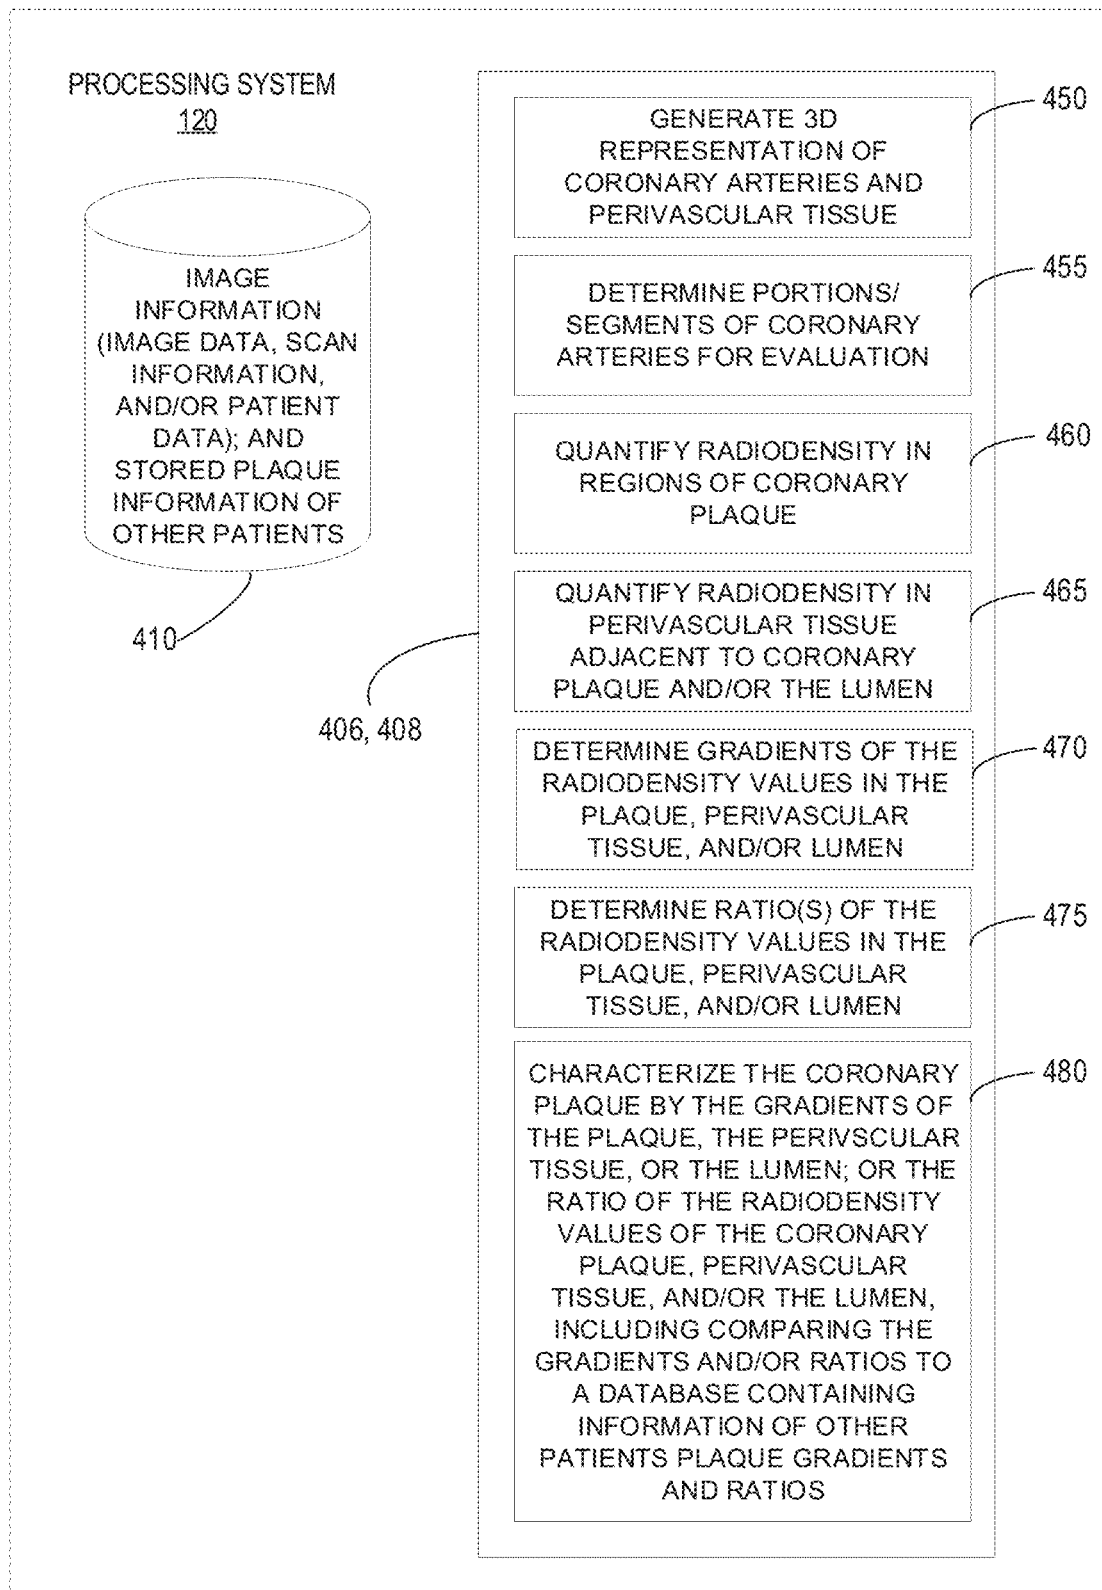 PROCESSING SYSTEM
120
IMAGE
INFORMATION
(IMAGE DATA, SCAN
INFORMATION,
AND/OR PATIENT
DATA); AND
STORED PLAQUE
INFORMATION OF
OTHER PATIENTS
410
406, 408
GENERATE 3D
REPRESENTATION OF
CORONARY ARTERIES AND
PERIVASCULAR TISSUE
450
DETERMINE PORTIONS/
SEGMENTS OF CORONARY
ARTERIES FOR EVALUATION
455
QUANTIFY RADIODENSITY IN
REGIONS OF CORONARY
PLAQUE
460
QUANTIFY RADIODENSITY IN
PERIVASCULAR TISSUE
ADJACENT TO CORONARY
PLAQUE AND/OR THE LUMEN
465
DETERMINE GRADIENTS OF THE
RADIODENSITY VALUES IN THE
PLAQUE, PERIVASCULAR
TISSUE, AND/OR LUMEN
470
DETERMINE RATIO(S) OF THE
RADIODENSITY VALUES IN THE
PLAQUE, PERIVASCULAR
TISSUE, AND/OR LUMEN
475
CHARACTERIZE THE CORONARY
PLAQUE BY THE GRADIENTS OF
THE PLAQUE, THE PERIVSCULAR
TISSUE, OR THE LUMEN; OR THE
RATIO OF THE RADIODENSITY
VALUES OF THE CORONARY
PLAQUE, PERIVASCULAR
TISSUE, AND/OR THE LUMEN,
INCLUDING COMPARING THE
GRADIENTS AND/OR RATIOS TO
A DATABASE CONTAINING
INFORMATION OF OTHER
PATIENTS PLAQUE GRADIENTS
AND RATIOS
480